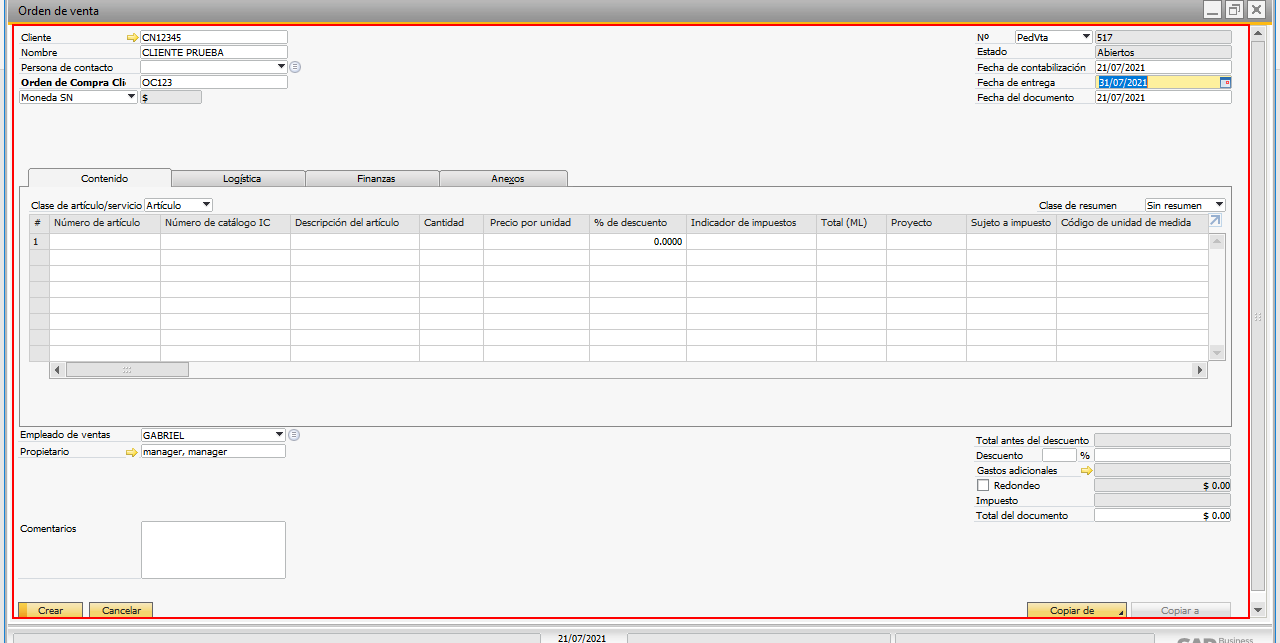 Orden de venta
Cliente CN12345
Nombre CLIENTE PRUEBA
Persona de contacto
Orden de Compra Cli OC123
Moneda SN $
Nº PedVta 517
Estado Abiertos
Fecha de contabilización 21/07/2021
Fecha de entrega 31/07/2021
Fecha del documento 21/07/2021
Contenido Logística Finanzas Anexos
Clase de artículo/servicio Artículo Clase de resumen Sin resumen
# Número de artículo Número de catálogo IC Descripción del artículo Cantidad Precio por unidad % de descuento Indicador de impuestos Total (ML) Proyecto Sujeto a impuesto Código de unidad de medida
1 0.0000
Empleado de ventas GABRIEL
Propietario manager, manager
Comentarios
Total antes del descuento
Descuento %
Gastos adicionales
Redondeo $ 0.00
Impuesto
Total del documento $ 0.00
Crear Cancelar Copiar de Copiar a
21/07/2021 SAP Business